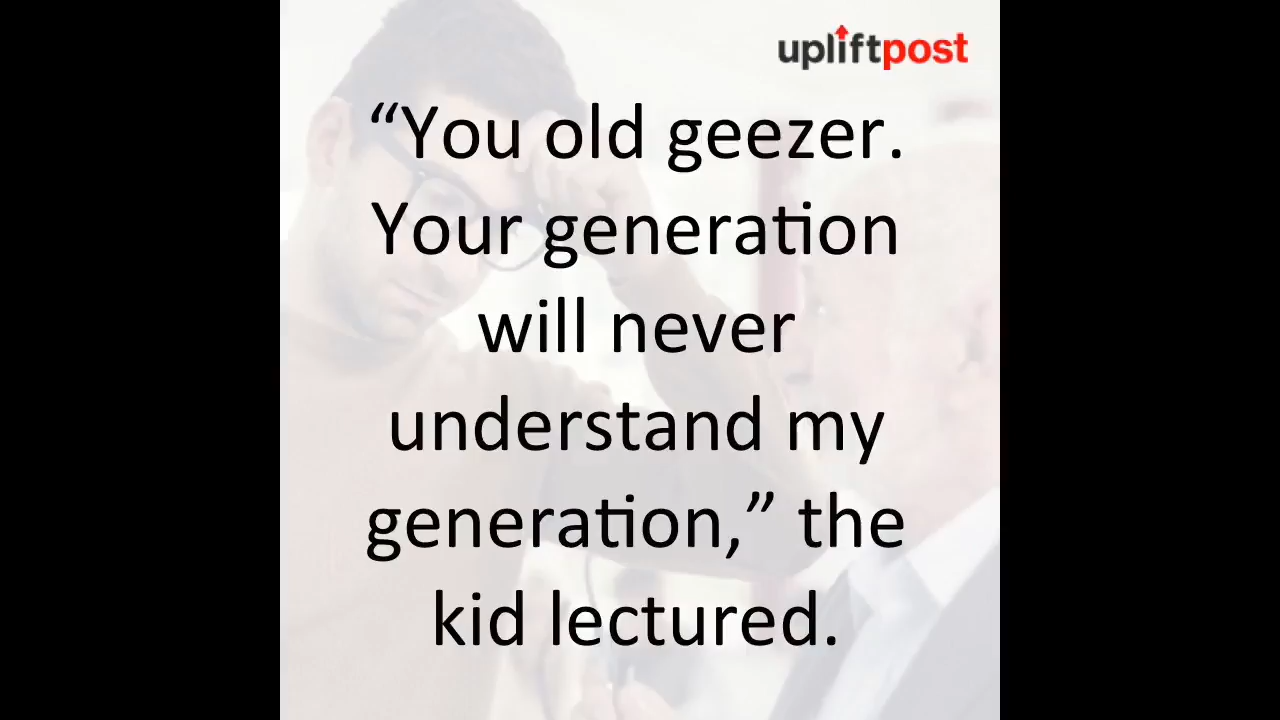 upliftpost
“You old geezer.
Your generation
will never
understand my
generation,” the
kid lectured.